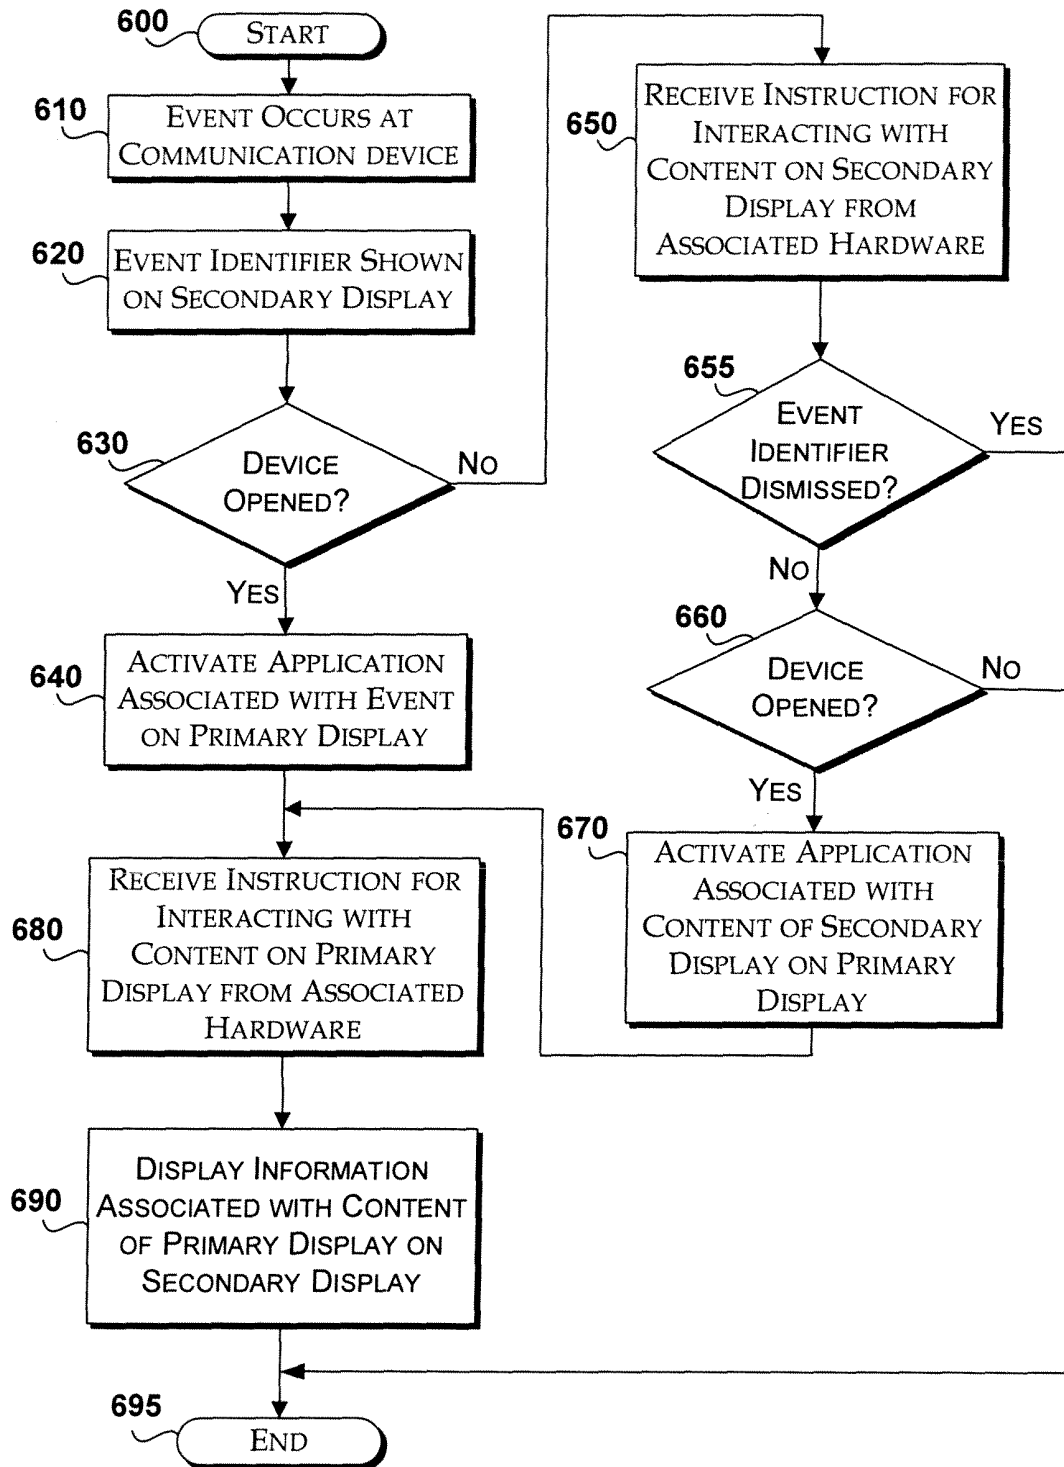 600
START
610
EVENT OCCURS AT
COMMUNICATION DEVICE
620
EVENT IDENTIFIER SHOWN
ON SECONDARY DISPLAY
630
DEVICE
OPENED?
NO
YES
640
ACTIVATE APPLICATION
ASSOCIATED WITH EVENT
ON PRIMARY DISPLAY
650
RECEIVE INSTRUCTION FOR
INTERACTING WITH
CONTENT ON SECONDARY
DISPLAY FROM
ASSOCIATED HARDWARE
655
EVENT
IDENTIFIER
DISMISSED?
YES
NO
660
DEVICE
OPENED?
NO
YES
670
ACTIVATE APPLICATION
ASSOCIATED WITH
CONTENT OF SECONDARY
DISPLAY ON PRIMARY
DISPLAY
680
RECEIVE INSTRUCTION FOR
INTERACTING WITH
CONTENT ON PRIMARY
DISPLAY FROM ASSOCIATED
HARDWARE
690
DISPLAY INFORMATION
ASSOCIATED WITH CONTENT
OF PRIMARY DISPLAY ON
SECONDARY DISPLAY
695
END